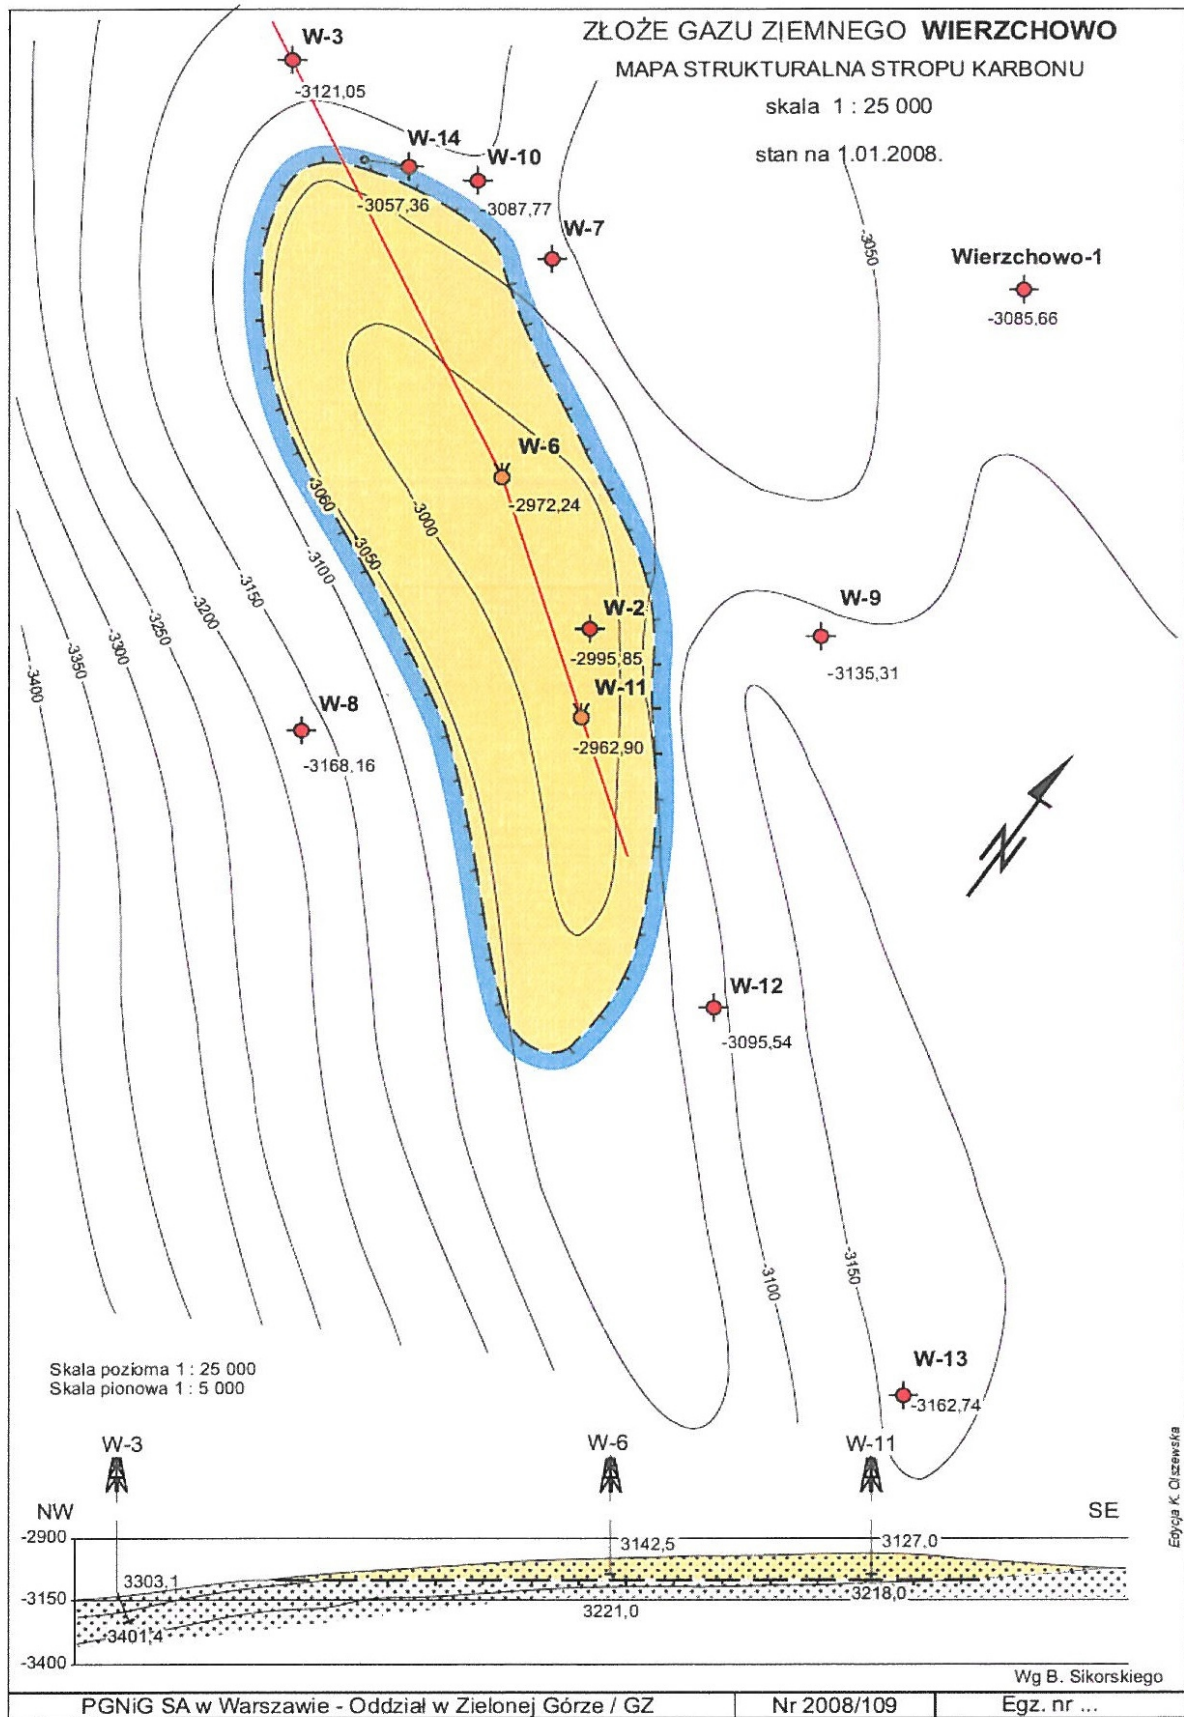 ZŁOŻE GAZU ZIEMNEGO WIERZCHOWO
MAPA STRUKTURALNA STROPU KARBONU
skala 1 : 25 000
stan na 1.01.2008.
W-3
-3121,05
W-14
-3057,36
W-10
-3087,77
W-7
-3050
Wierzchowo-1
-3085,66
W-6
-2972,24
-3060
-3050
-3000
-3100
-3150
-3200
-3250
-3300
-3350
-3400
W-2
-2995,85
W-11
-2962,90
W-9
-3135,31
W-8
-3168,16
W-12
-3095,54
-3100
-3150
W-13
-3162,74
Skala pozioma 1 : 25 000
Skala pionowa 1 : 5 000
W-3
W-6
W-11
NW
SE
-2900
-3150
-3400
3142,5
3127,0
3303,1
3401,4
3221,0
3218,0
Edycja K. Olszewska
Wg B. Sikorskiego
PGNiG SA w Warszawie - Oddział w Zielonej Górze / GZ
Nr 2008/109
Egz. nr ...